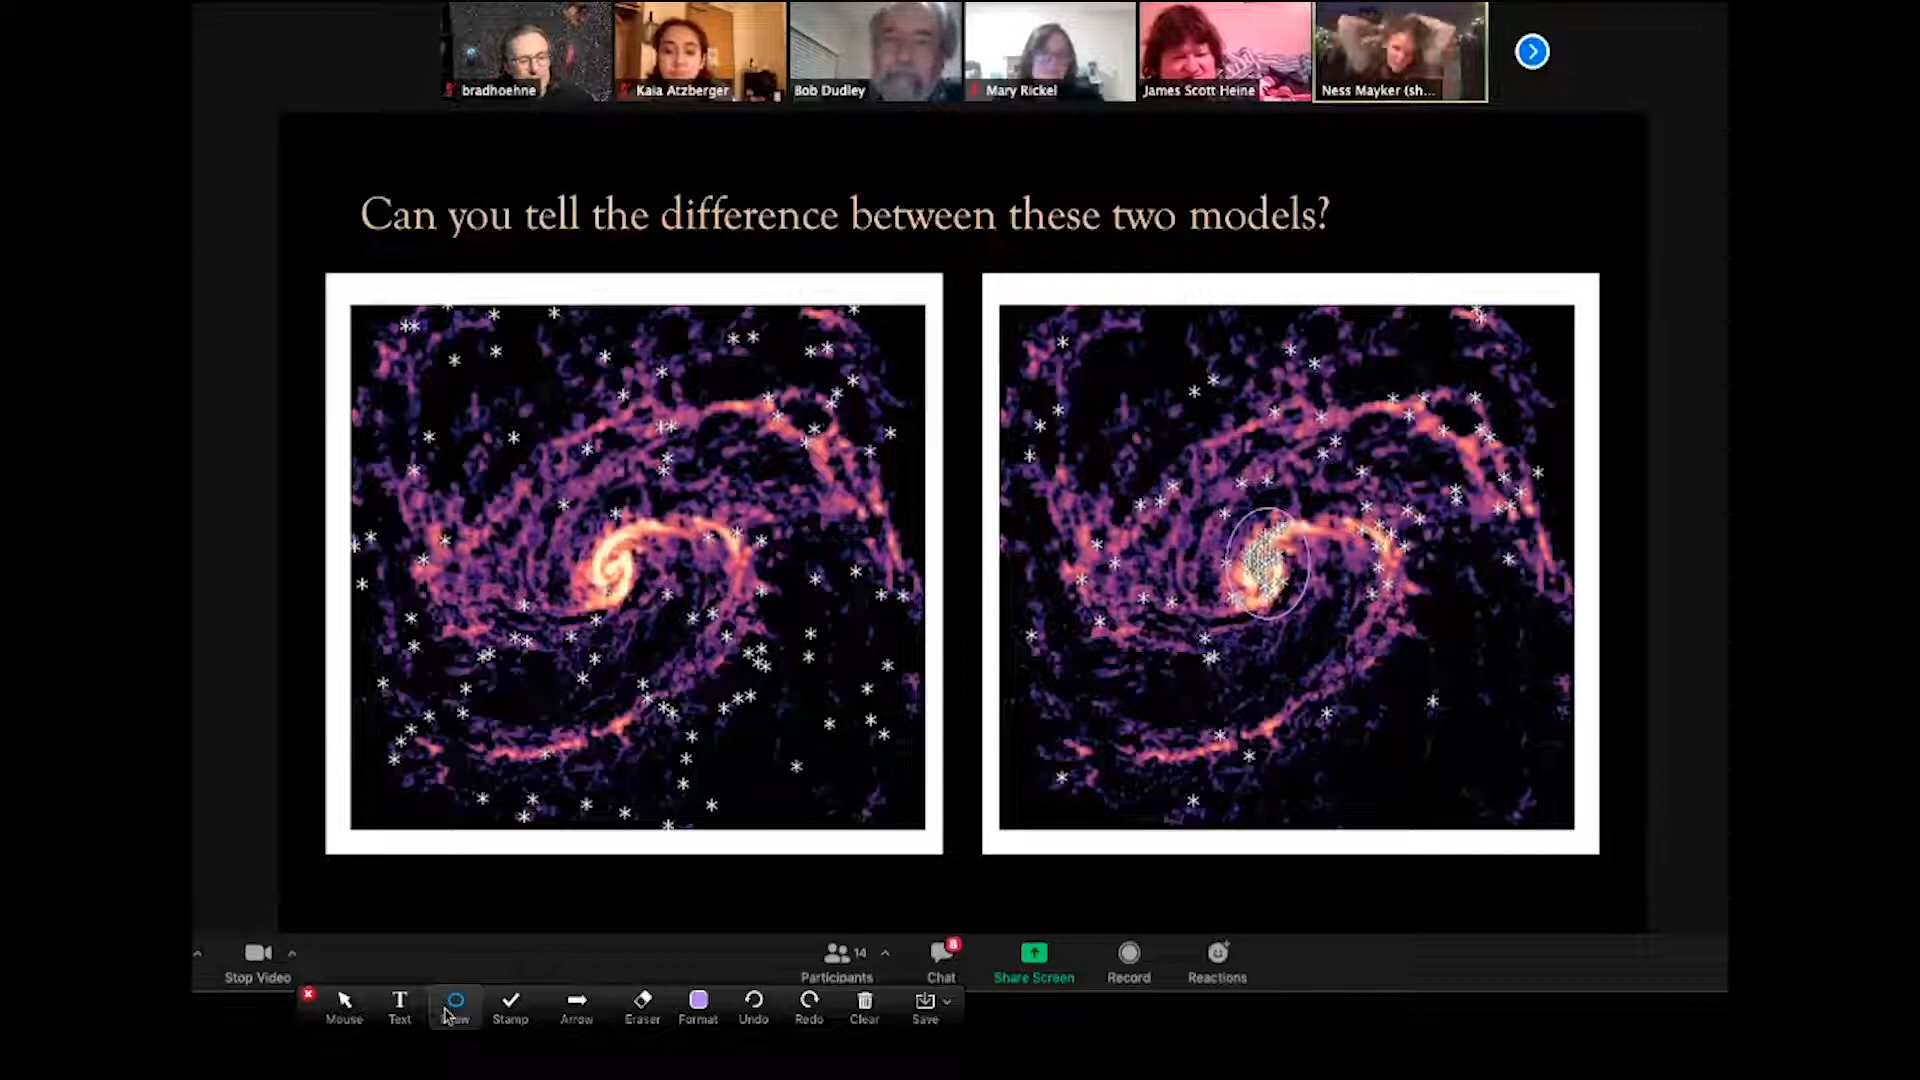 bradhoehne
Kaia Atzberger
Bob Dudley
Mary Rickel
James Scott Heine
Ness Mayker (sh...
Can you tell the difference between these two models?
Stop Video
14
Participants
8
Chat
Share Screen
Record
Reactions
Mouse
Text
Stamp
Arrow
Eraser
Format
Undo
Redo
Clear
Save